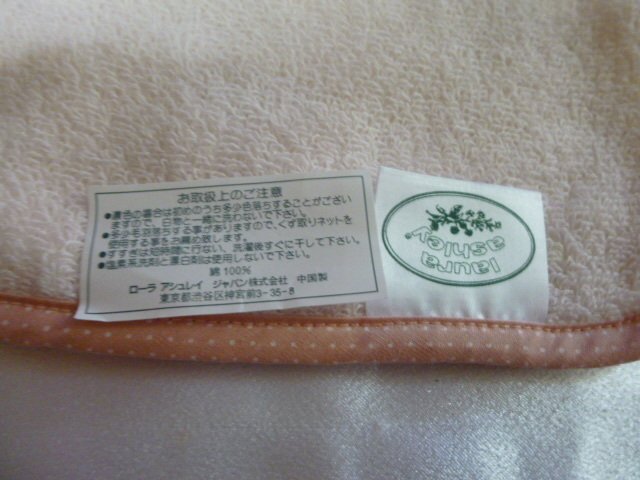 お取扱上のご注意
●濃色の場合は初めのうち多少色落ちすることがござい
ますので、白物と一緒に洗わないで下さい。
●多少毛羽落ちする事がありますので、くず取りネットを
使用する事をお薦め致します。
●すすぎは短時間に行ない、洗濯後すぐに干して下さい。
●塩素系毛剤と蛍白剤は使用しないで下さい。
綿 100%
ローラ アシュレイ ジャパン株式会社 中国製
東京都渋谷区神宮前3-35-8
laura
ashley